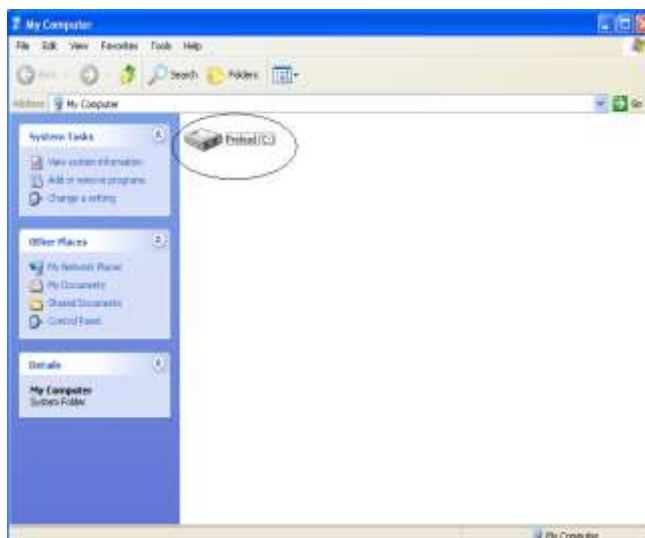 My Computer
File Edit View Favorites Tools Help
Search Folders
My Computer Go
Preload (C:)
System Tasks
View system information
Add or remove programs
Change a setting
Other Places
My Network Places
My Documents
Shared Documents
Control Panel
Details
My Computer
System Folder
My Computer